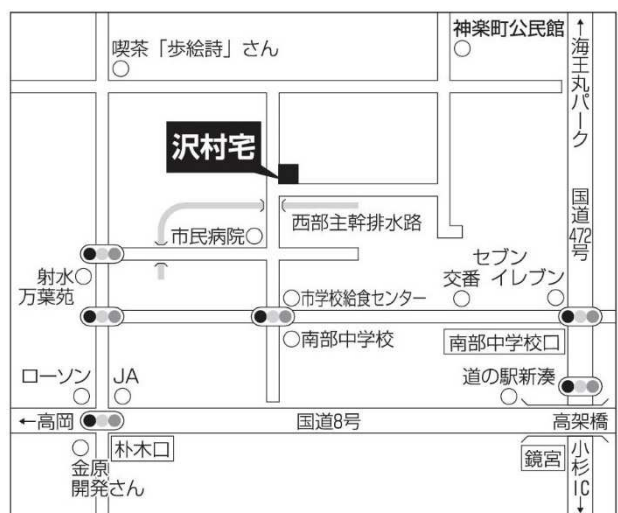 喫茶「歩絵詩」さん
神楽町公民館
↑海王丸パーク
沢村宅
国道472号
市民病院
西部主幹排水路
射水
万葉苑
セブン
交番 イレブン
市学校給食センター
南部中学校
南部中学校口
ローソン
JA
道の駅新湊
←高岡
国道8号
高架橋
朴木口
鏡宮
小杉IC↓
金原
開発さん